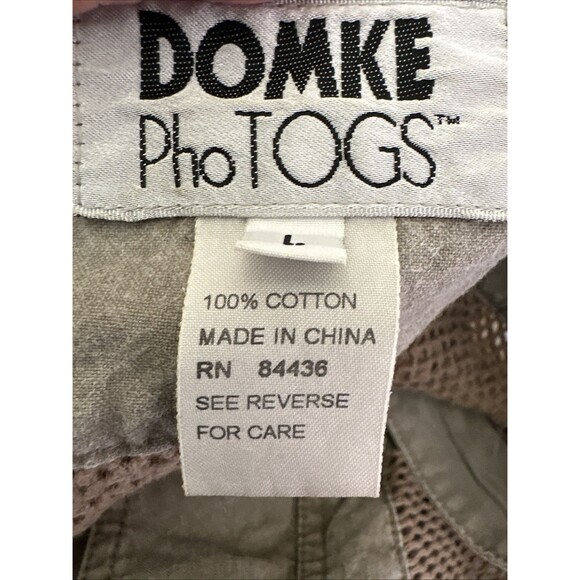 DOMKE
PhoTOGS™
L
100% COTTON
MADE IN CHINA
RN 84436
SEE REVERSE
FOR CARE